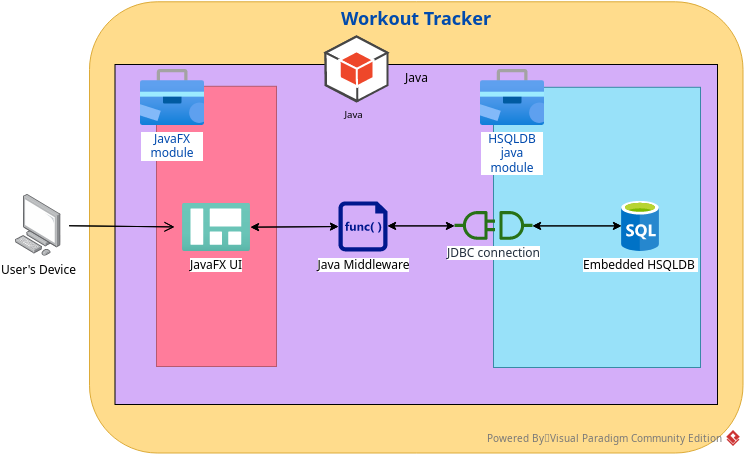 Workout Tracker
Java
Java
JavaFX
module
HSQLDB
java
module
func( )
SQL
User's Device
JavaFX UI
Java Middleware
JDBC connection
Embedded HSQLDB
Powered By▯Visual Paradigm Community Edition